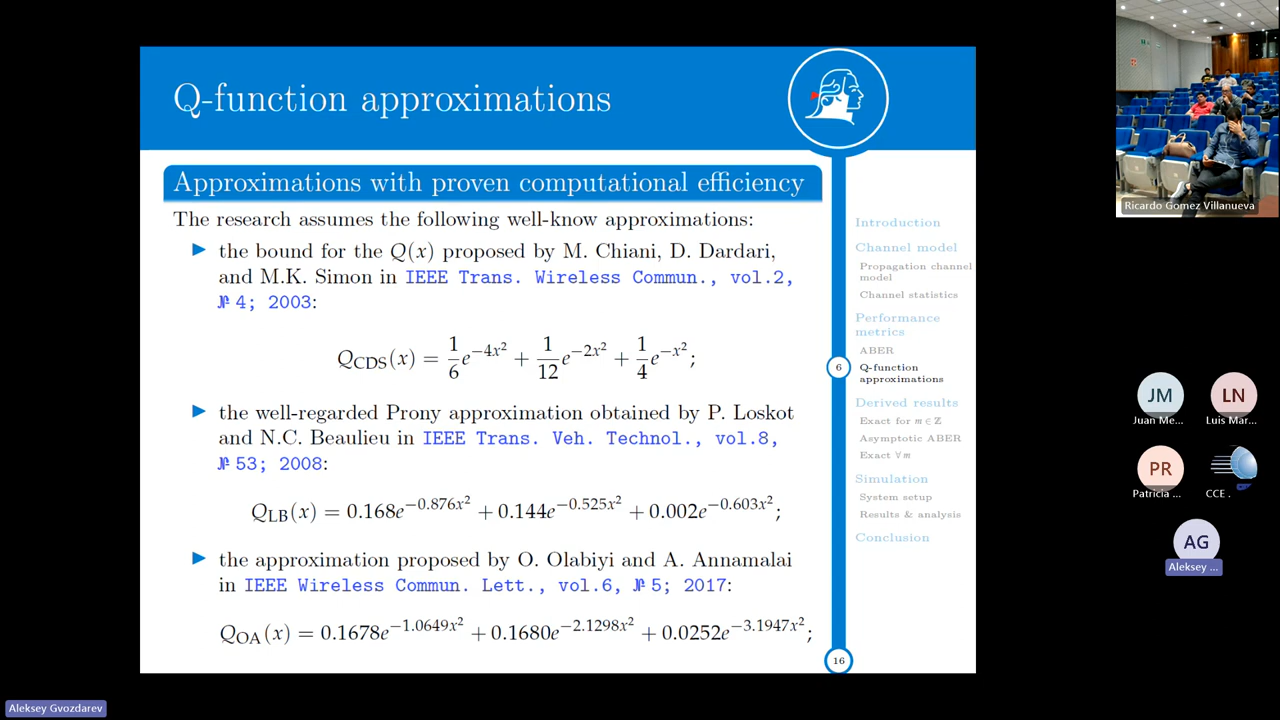 Q-function approximations
Approximations with proven computational efficiency
The research assumes the following well-know approximations:
▶ the bound for the Q(x) proposed by M. Chiani, D. Dardari,
and M.K. Simon in IEEE Trans. Wireless Commun., vol.2,
№ 4; 2003:
Q_CDS(x) = 1/6 e^{-4x²} + 1/12 e^{-2x²} + 1/4 e^{-x²};
▶ the well-regarded Prony approximation obtained by P. Loskot
and N.C. Beaulieu in IEEE Trans. Veh. Technol., vol.8,
№ 53; 2008:
Q_LB(x) = 0.168e^{-0.876x²} + 0.144e^{-0.525x²} + 0.002e^{-0.603x²};
▶ the approximation proposed by O. Olabiyi and A. Annamalai
in IEEE Wireless Commun. Lett., vol.6, № 5; 2017:
Q_OA(x) = 0.1678e^{-1.0649x²} + 0.1680e^{-2.1298x²} + 0.0252e^{-3.1947x²};
Introduction
Channel model
Propagation channel
model
Channel statistics
Performance
metrics
ABER
6
Q-function
approximations
Derived results
Exact for m ∈ ℤ
Asymptotic ABER
Exact ∀ m
Simulation
System setup
Results & analysis
Conclusion
16
Ricardo Gomez Villanueva
JM
Juan Me...
LN
Luis Mar...
PR
Patricia ...
CCE .
AG
Aleksey ...
Aleksey Gvozdarev